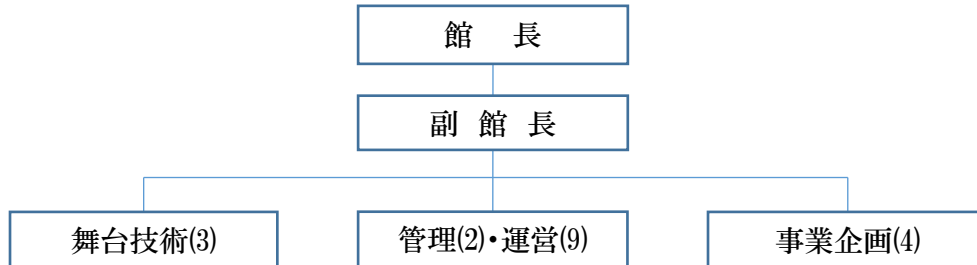 館 長
副 館 長
舞台技術(3)
管理(2)・運営(9)
事業企画(4)